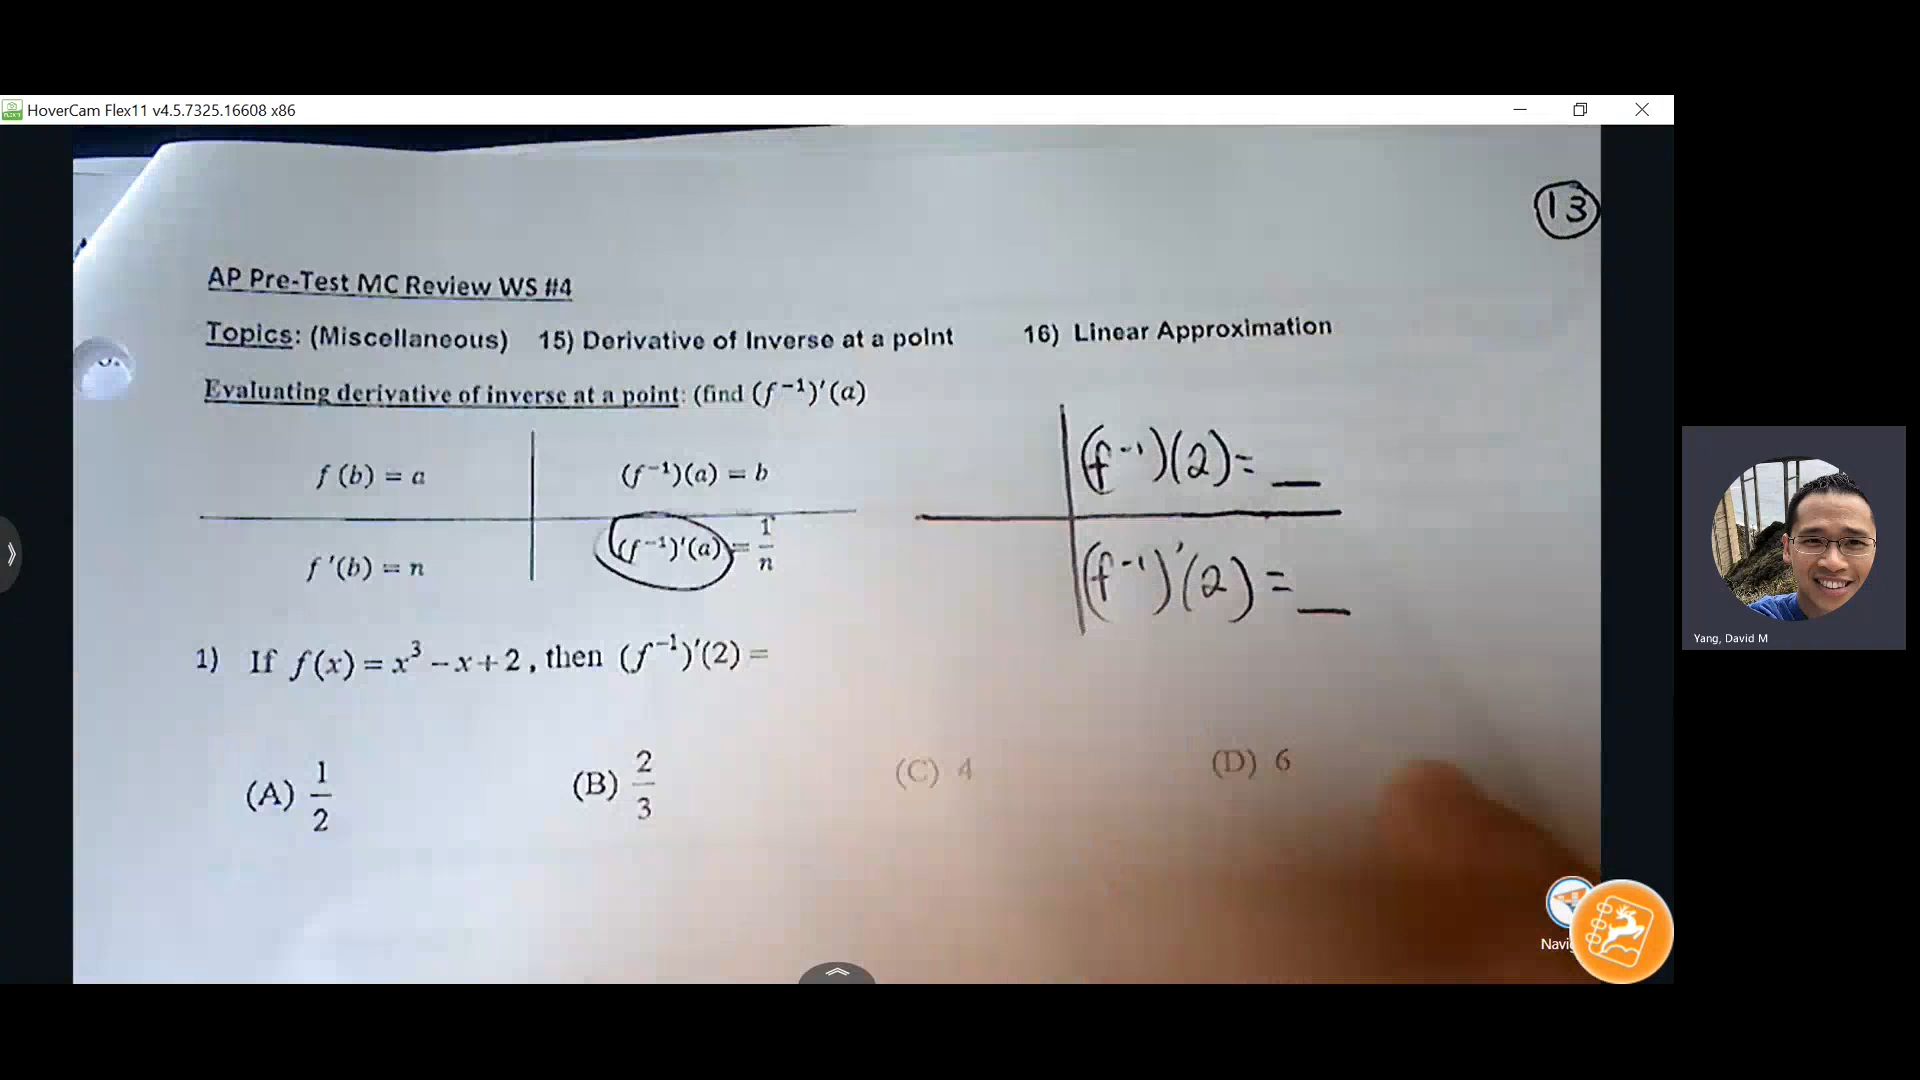 HoverCam Flex11 v4.5.7325.16608 x86
13
AP Pre-Test MC Review WS #4
Topics: (Miscellaneous) 15) Derivative of Inverse at a point 16) Linear Approximation
Evaluating derivative of inverse at a point: (find (f⁻¹)′(a)
f (b) = a (f⁻¹)(a) = b
f ′(b) = n (f⁻¹)′(a) = 1/n
(f⁻¹)(2) = __
(f⁻¹)′(2) = __
1) If f(x) = x³ − x + 2 , then (f⁻¹)′(2) =
(A) 1/2 (B) 2/3 (C) 4 (D) 6
Yang, David M